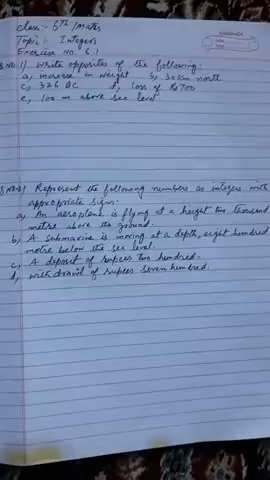 Class:- 6th / maths
Topic: Integers
Exercise No. 6.1
Q.No.1) Write opposites of the following:
a, increase in weight b) 30 km north
c, 326 BC d, loss of Rs 700
e, 100 m above sea level
Q.No.2) Represent the following numbers as integers with
appropriate signs:
a) An aeroplane is flying at a height two thousand
metre above the ground.
b) A submarine is moving at a depth, eight hundred
metre below the sea level.
c, A deposit of rupees two hundred.
d, withdrawl of rupees seven hundred.